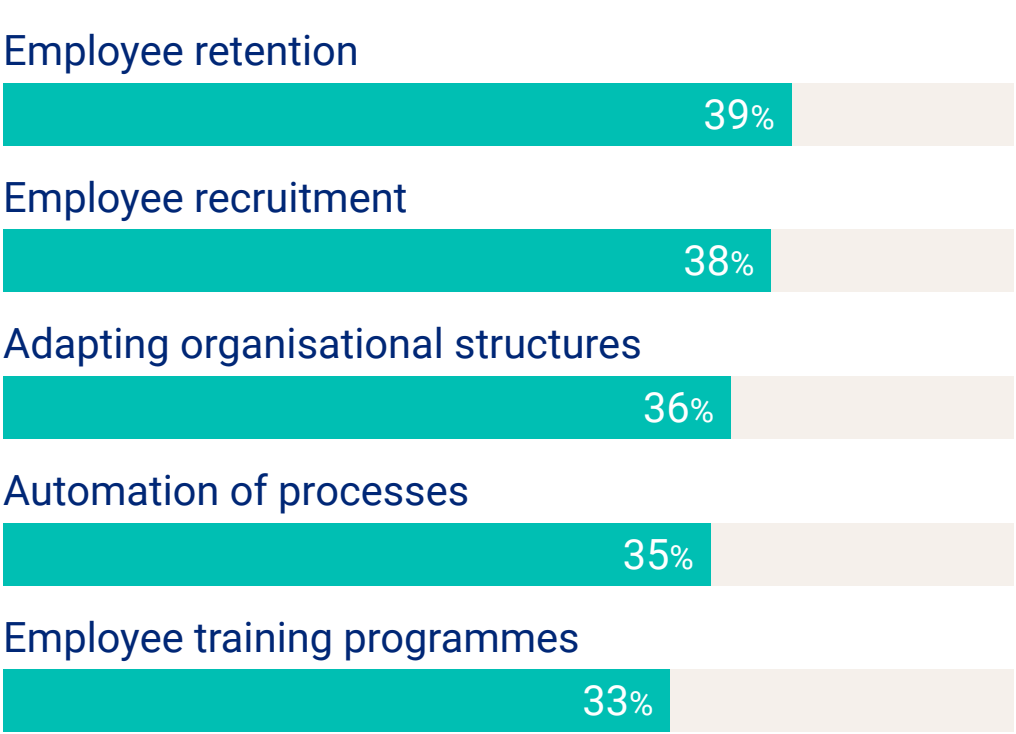 Employee retention
39%
Employee recruitment
38%
Adapting organisational structures
36%
Automation of processes
35%
Employee training programmes
33%